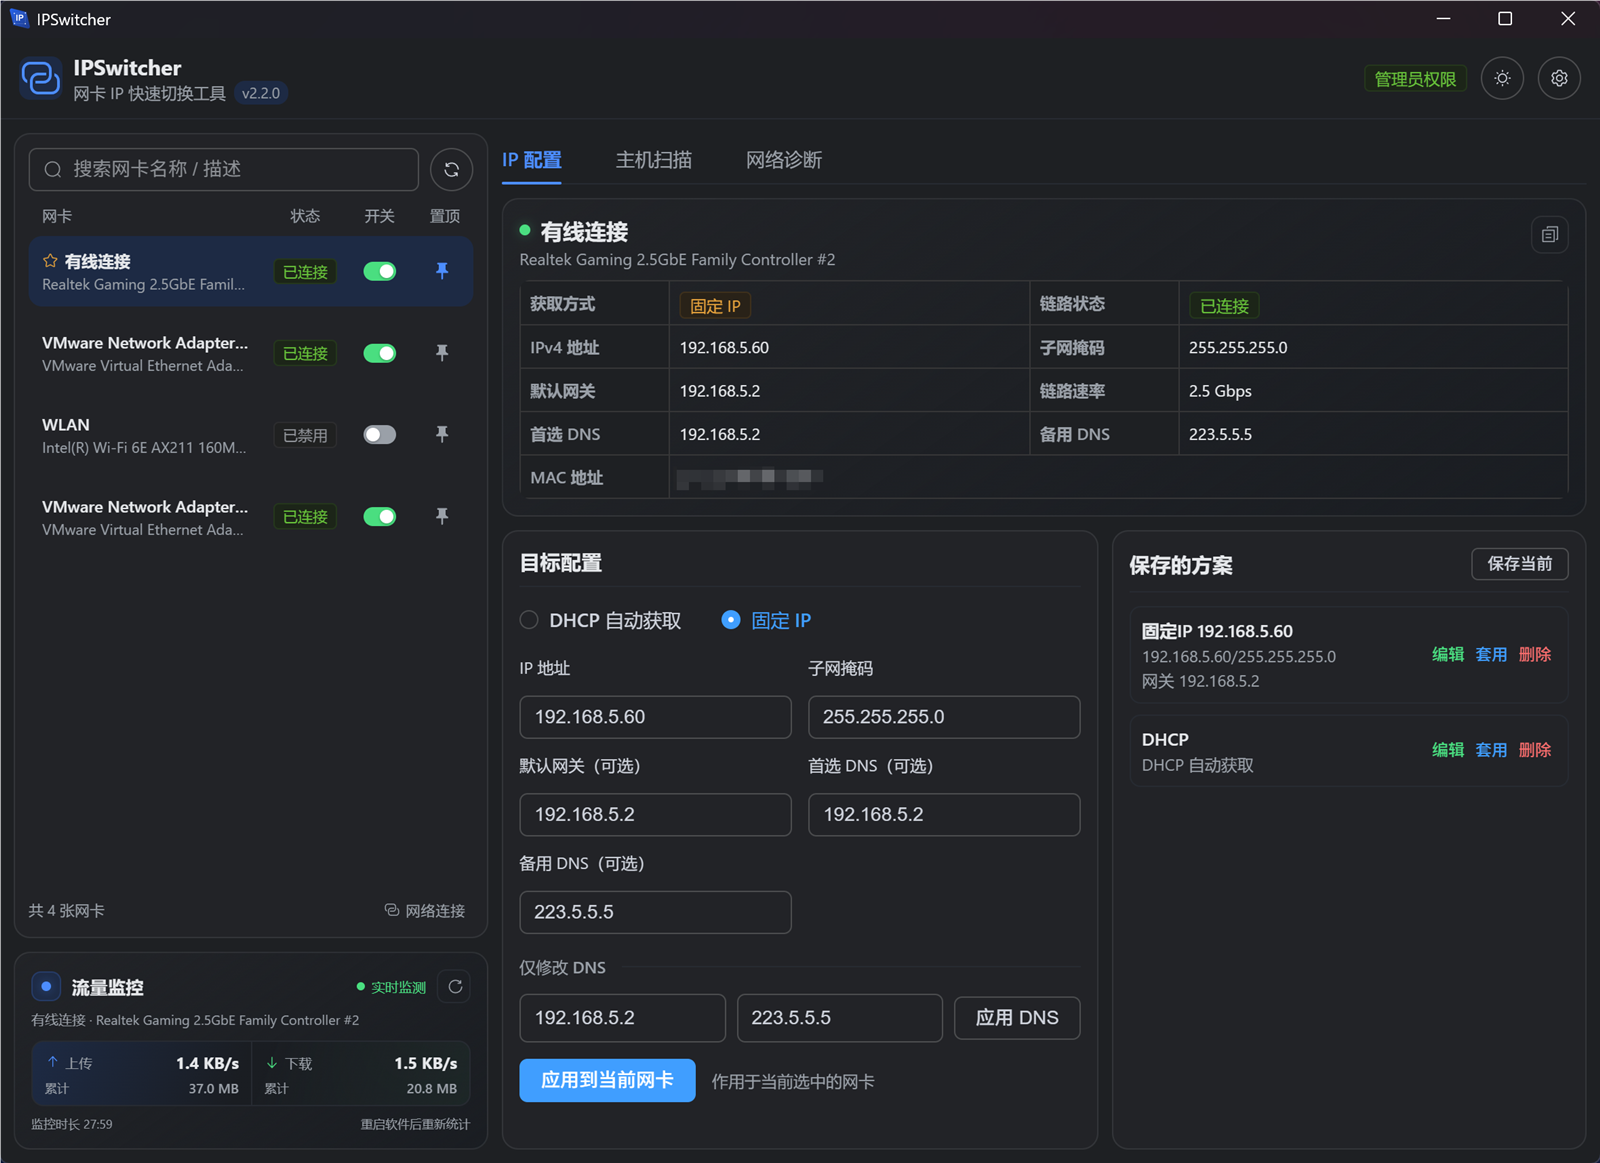 IPSwitcher
IPSwitcher
网卡 IP 快速切换工具 v2.2.0
管理员权限
搜索网卡名称 / 描述
网卡 状态 开关 置顶
有线连接
Realtek Gaming 2.5GbE Famil...
已连接
VMware Network Adapter...
VMware Virtual Ethernet Ada...
已连接
WLAN
Intel(R) Wi-Fi 6E AX211 160M...
已禁用
VMware Network Adapter...
VMware Virtual Ethernet Ada...
已连接
共 4 张网卡 网络连接
流量监控 实时监测
有线连接 · Realtek Gaming 2.5GbE Family Controller #2
上传 1.4 KB/s 下载 1.5 KB/s
累计 37.0 MB 累计 20.8 MB
监控时长 27:59 重启软件后重新统计
IP 配置 主机扫描 网络诊断
有线连接
Realtek Gaming 2.5GbE Family Controller #2
获取方式 固定 IP 链路状态 已连接
IPv4 地址 192.168.5.60 子网掩码 255.255.255.0
默认网关 192.168.5.2 链路速率 2.5 Gbps
首选 DNS 192.168.5.2 备用 DNS 223.5.5.5
MAC 地址
目标配置
DHCP 自动获取 固定 IP
IP 地址 子网掩码
192.168.5.60 255.255.255.0
默认网关（可选） 首选 DNS（可选）
192.168.5.2 192.168.5.2
备用 DNS（可选）
223.5.5.5
仅修改 DNS
192.168.5.2 223.5.5.5 应用 DNS
应用到当前网卡 作用于当前选中的网卡
保存的方案 保存当前
固定IP 192.168.5.60
192.168.5.60/255.255.255.0
网关 192.168.5.2
编辑 套用 删除
DHCP
DHCP 自动获取
编辑 套用 删除